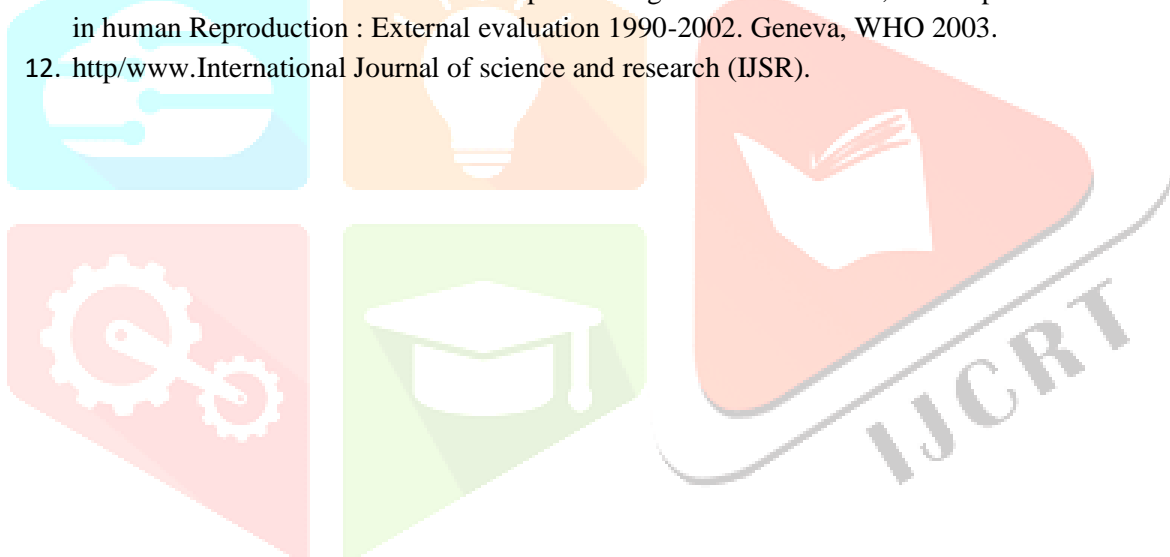 in human Reproduction : External evaluation 1990-2002. Geneva, WHO 2003.
12. http/www.International Journal of science and research (IJSR).
IJCRT